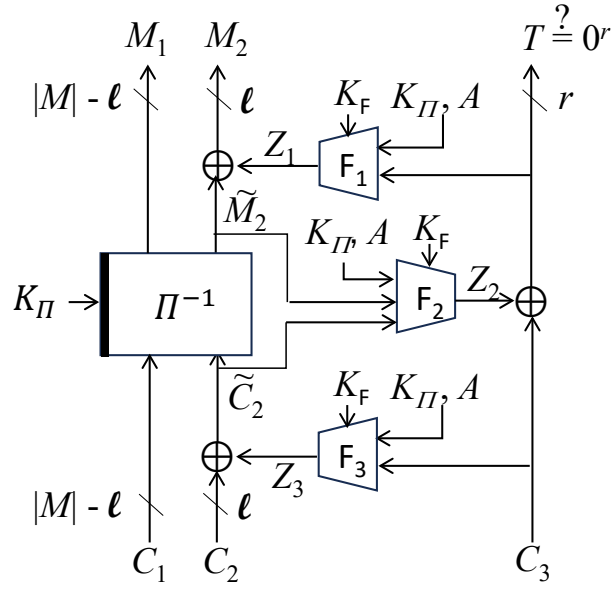 M₁ M₂ T ≟ 0ʳ
|M| - ℓ ℓ K_F K_Π, A r
Z₁ F₁
M̃₂
K_Π, A K_F
K_Π Π⁻¹ F₂ Z₂
C̃₂ K_F K_Π, A
Z₃ F₃
|M| - ℓ ℓ
C₁ C₂ C₃